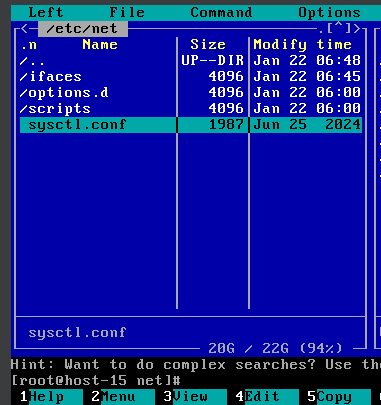 Left File Command Options
<─ /etc/net ─.[^]>
.n Name Size Modify time
/.. UP--DIR Jan 22 06:48
/ifaces 4096 Jan 22 06:45
/options.d 4096 Jan 22 06:00
/scripts 4096 Jan 22 06:00
sysctl.conf 1987 Jun 25 2024
sysctl.conf
20G / 22G (94%)
Hint: Want to do complex searches? Use the
[root@host-15 net]#
1Help 2Menu 3View 4Edit 5Copy